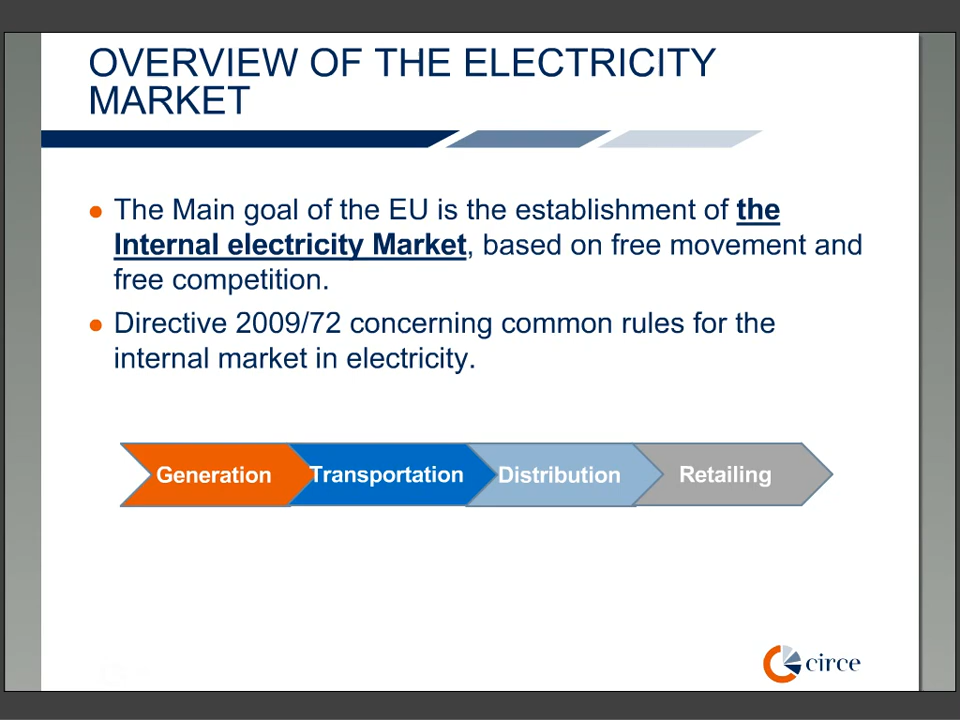 OVERVIEW OF THE ELECTRICITY
MARKET
The Main goal of the EU is the establishment of the
Internal electricity Market, based on free movement and
free competition.
Directive 2009/72 concerning common rules for the
internal market in electricity.
Generation Transportation Distribution Retailing
circe